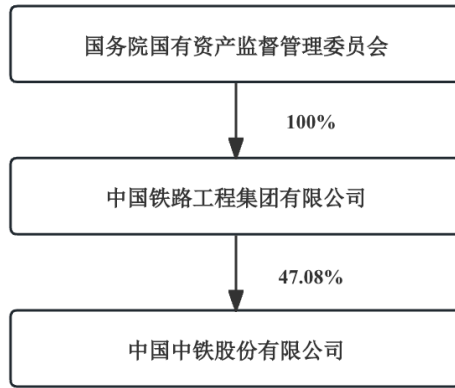 国务院国有资产监督管理委员会
100%
中国铁路工程集团有限公司
47.08%
中国中铁股份有限公司